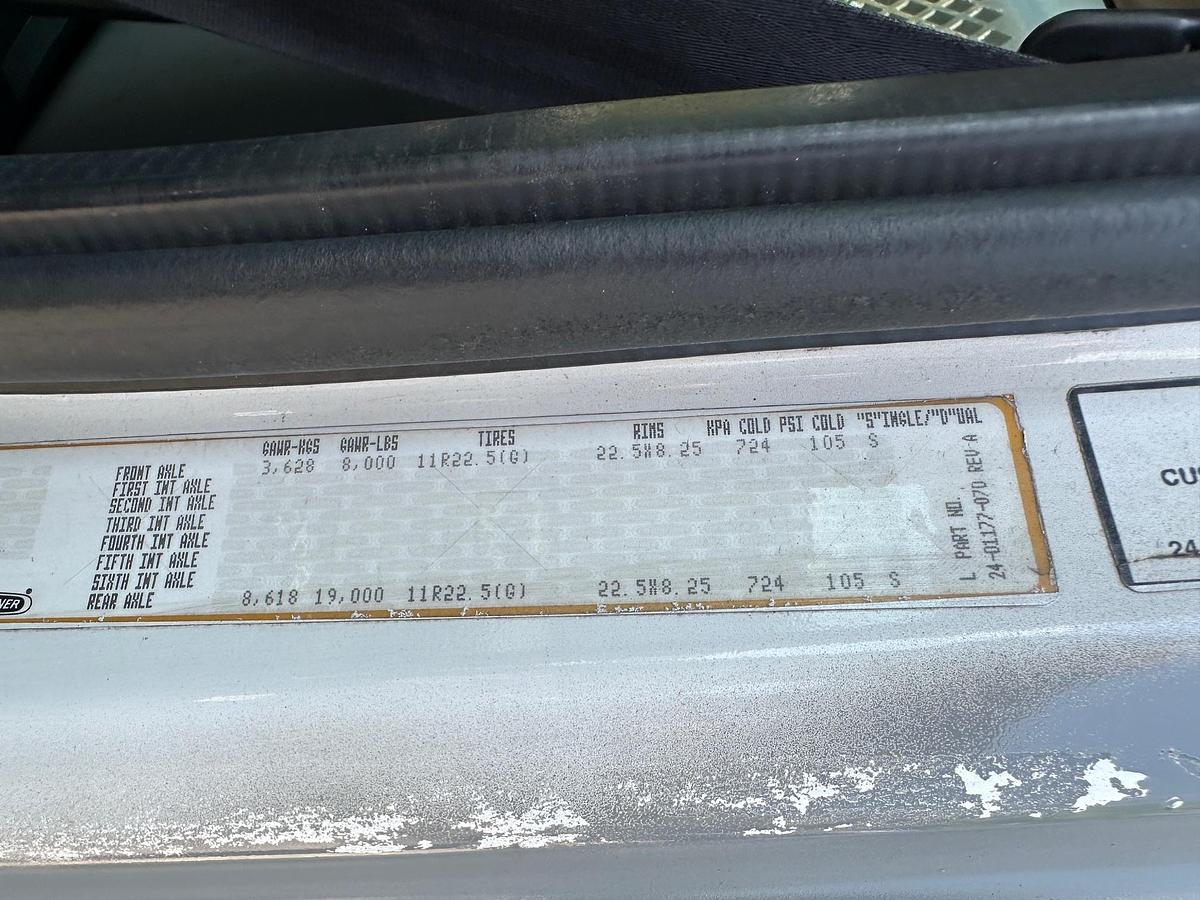 GAWR-KGS GAWR-LBS TIRES RIMS KPA COLD PSI COLD "S"INGLE/"D"UAL
FRONT AXLE 3,628 8,000 11R22.5(G) 22.5X8.25 724 105 S
FIRST INT AXLE
SECOND INT AXLE
THIRD INT AXLE
FOURTH INT AXLE
FIFTH INT AXLE
SIXTH INT AXLE
REAR AXLE 8,618 19,000 11R22.5(G) 22.5X8.25 724 105 S
L PART NO.
24-01177-070 REV A
NER
CUS
24